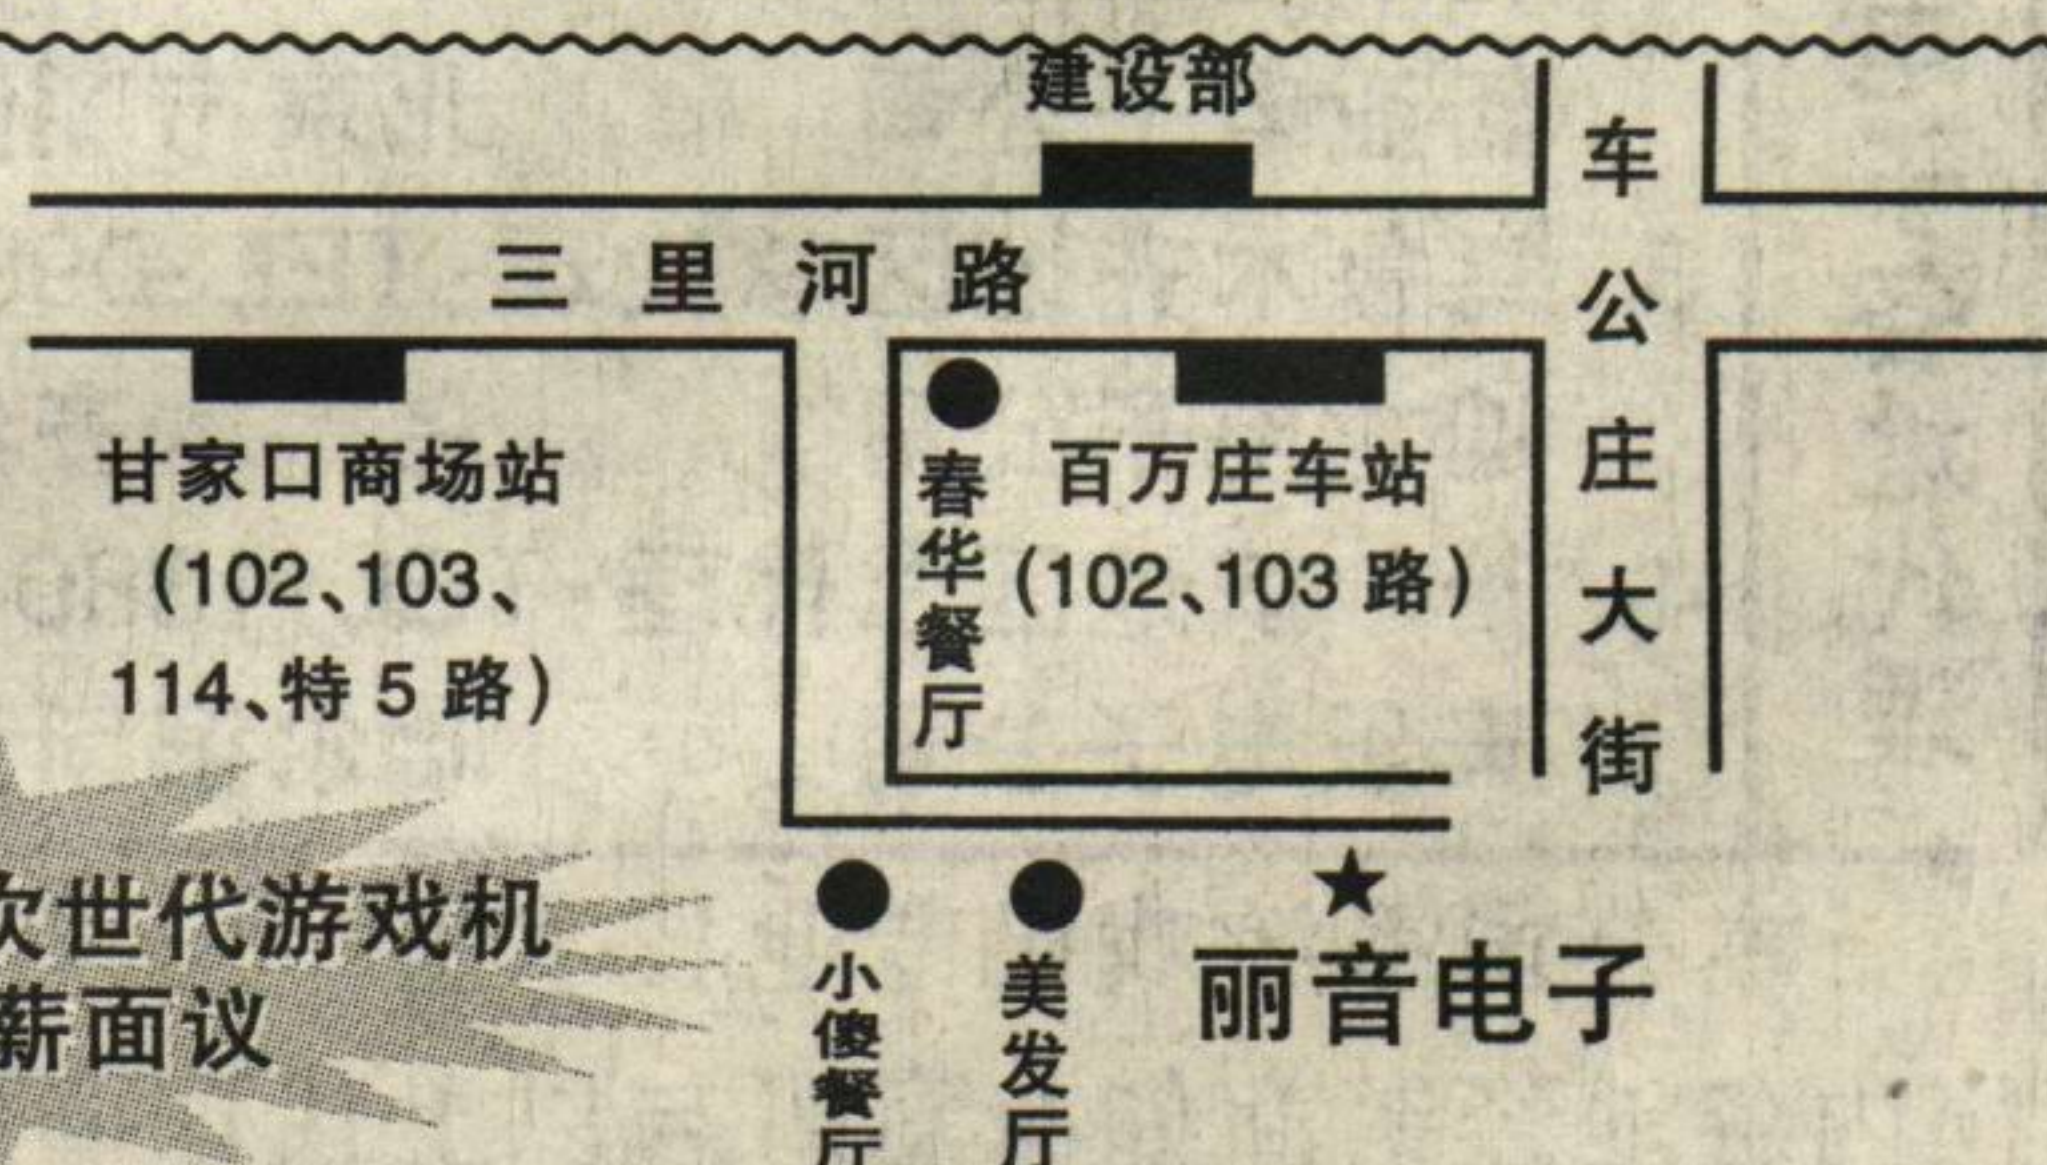 建设部
三里河路
车公庄大街
甘家口商场站
(102、103、
114、特5路)
春华餐厅
百万庄车站
(102、103路)
次世代游戏机
薪面议
小傻餐厅
美发厅
丽音电子